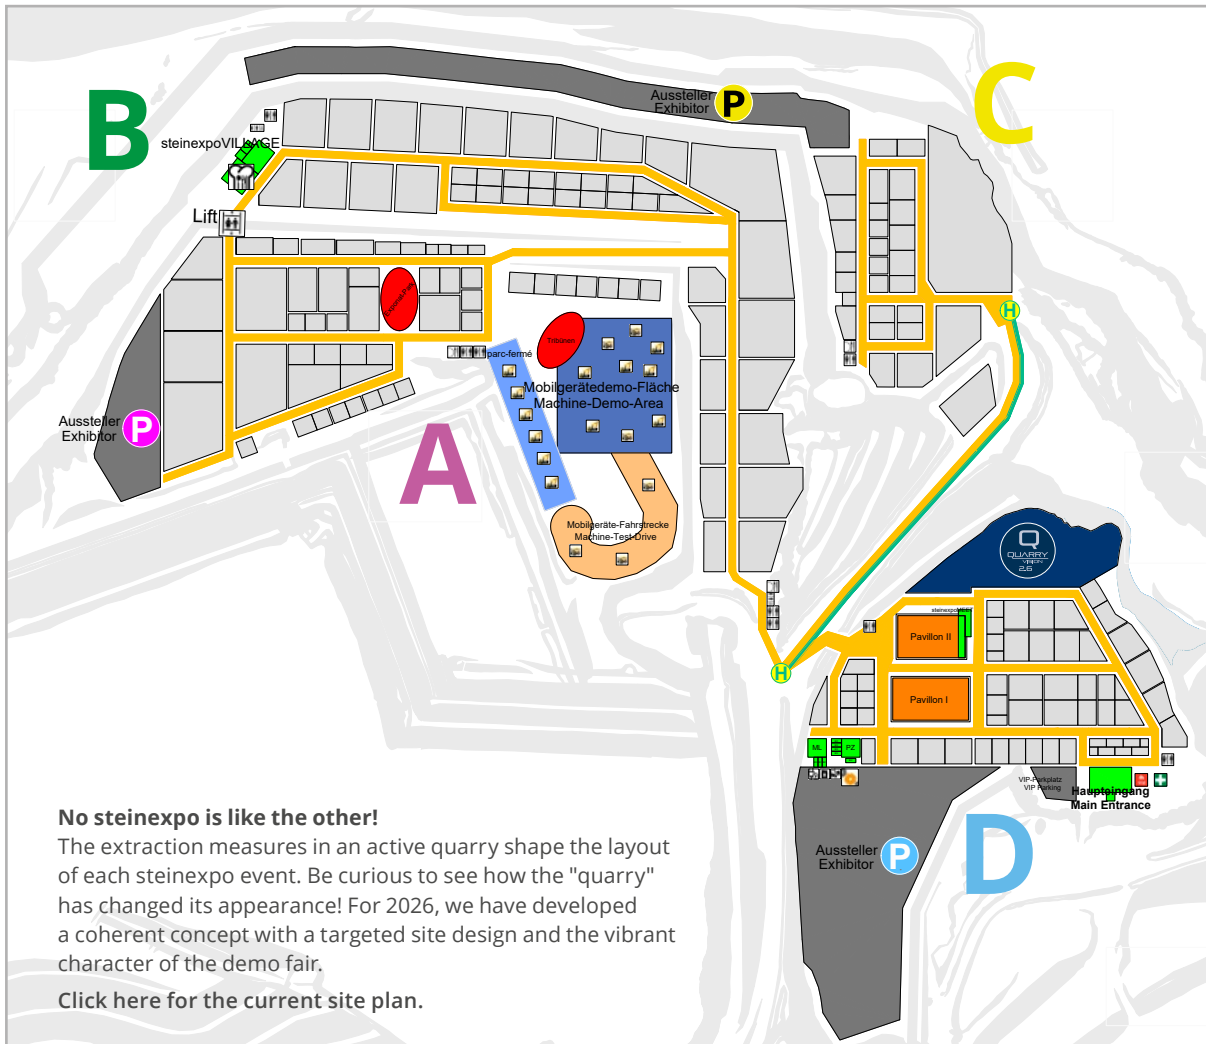 B
C
Aussteller
Exhibitor
P
steinexpoVILLAGE
Lift
H
Tribünen
parc-fermé
Mobilgerätedemo-Fläche
Machine-Demo-Area
Aussteller
Exhibitor
P
A
Mobilgeräte-Fahrstrecke
Machine-Test-Drive
Q
QUARRY
VISION
2.6
Pavillon II
H
Pavillon I
ML
PZ
VIP-Parkplatz
VIP Parking
Haupteingang
Main Entrance
D
Aussteller
Exhibitor
P
No steinexpo is like the other!
The extraction measures in an active quarry shape the layout
of each steinexpo event. Be curious to see how the "quarry"
has changed its appearance! For 2026, we have developed
a coherent concept with a targeted site design and the vibrant
character of the demo fair.
Click here for the current site plan.